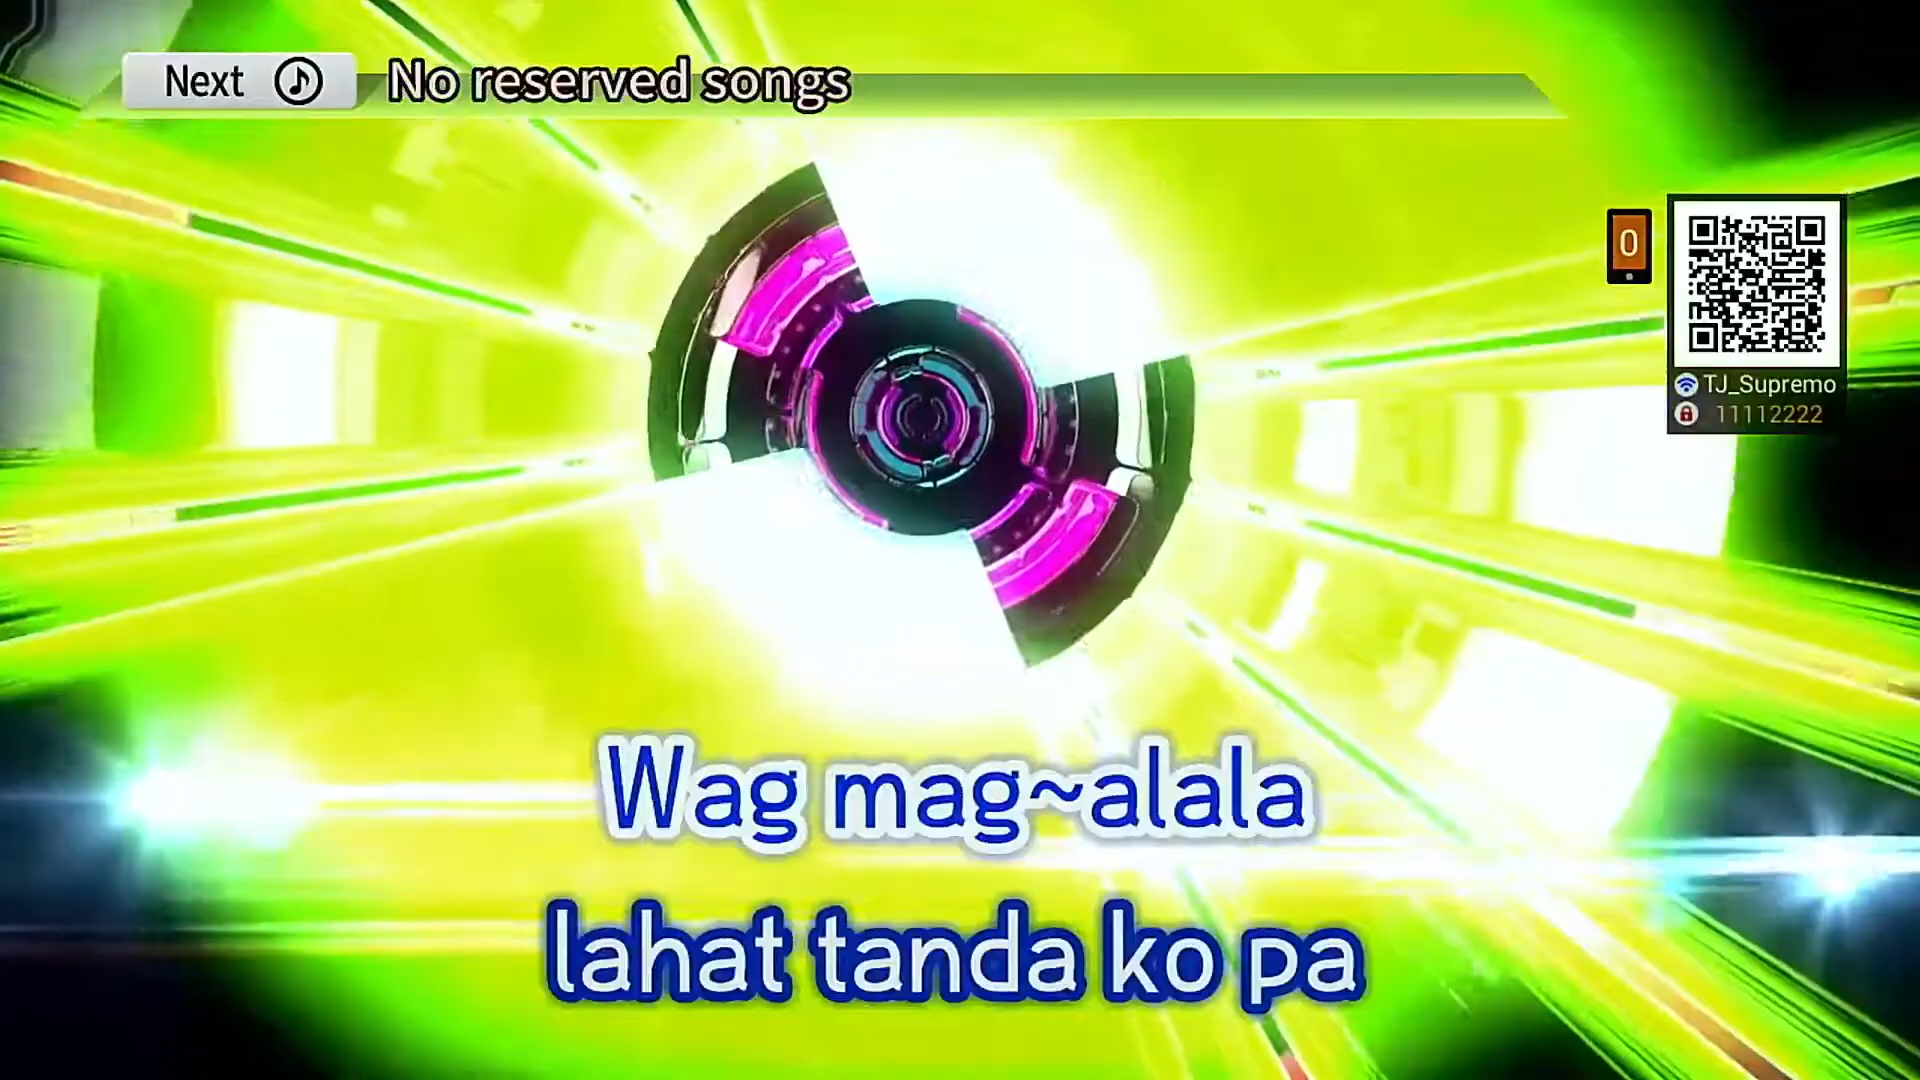 Next No reserved songs
0
TJ_Supremo
11112222
Wag mag~alala
lahat tanda ko pa